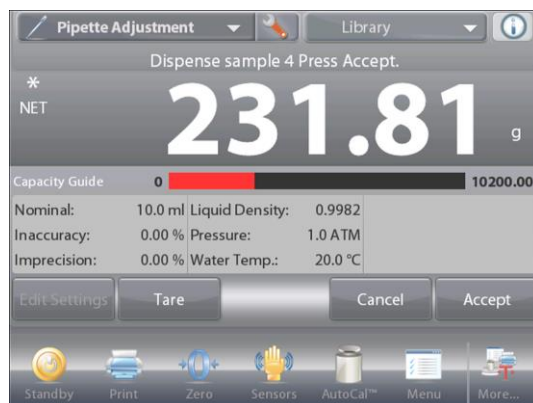 Pipette Adjustment Library
Dispense sample 4 Press Accept.
*
NET
231.81 g
Capacity Guide 0 10200.00
Nominal: 10.0 ml Liquid Density: 0.9982
Inaccuracy: 0.00 % Pressure: 1.0 ATM
Imprecision: 0.00 % Water Temp.: 20.0 °C
Edit Settings Tare Cancel Accept
Standby Print Zero Sensors AutoCal™ Menu More...